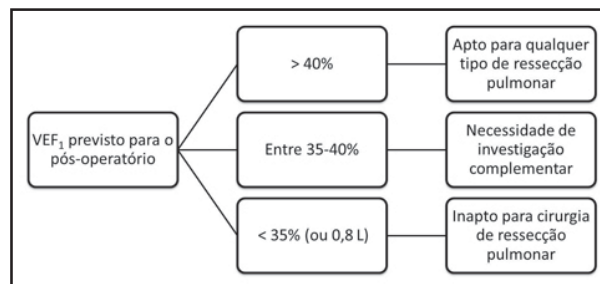 VEF₁ previsto para o
pós-operatório
> 40%
Apto para qualquer
tipo de ressecção
pulmonar
Entre 35-40%
Necessidade de
investigação
complementar
< 35% (ou 0,8 L)
Inapto para cirurgia
de ressecção
pulmonar